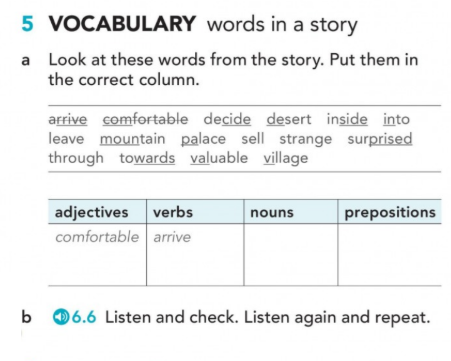 5 VOCABULARY words in a story
a Look at these words from the story. Put them in
the correct column.
arrive comfortable decide desert inside into
leave mountain palace sell strange surprised
through towards valuable village
adjectives verbs nouns prepositions
comfortable arrive
b 6.6 Listen and check. Listen again and repeat.